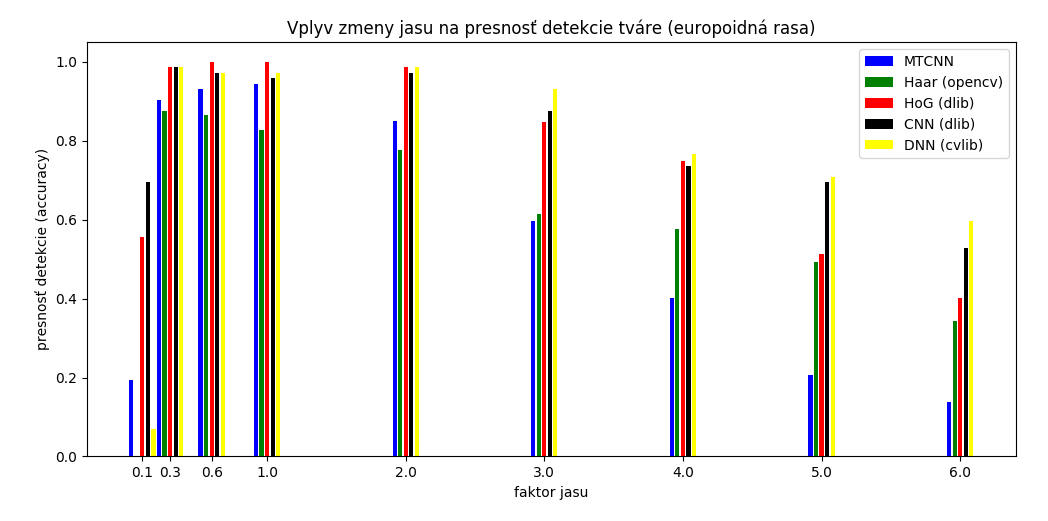 Vplyv zmeny jasu na presnosť detekcie tváre (europoidná rasa)
presnosť detekcie (accuracy)
1.0
0.8
0.6
0.4
0.2
0.0
MTCNN
Haar (opencv)
HoG (dlib)
CNN (dlib)
DNN (cvlib)
0.1 0.3 0.6 1.0 2.0 3.0 4.0 5.0 6.0
faktor jasu